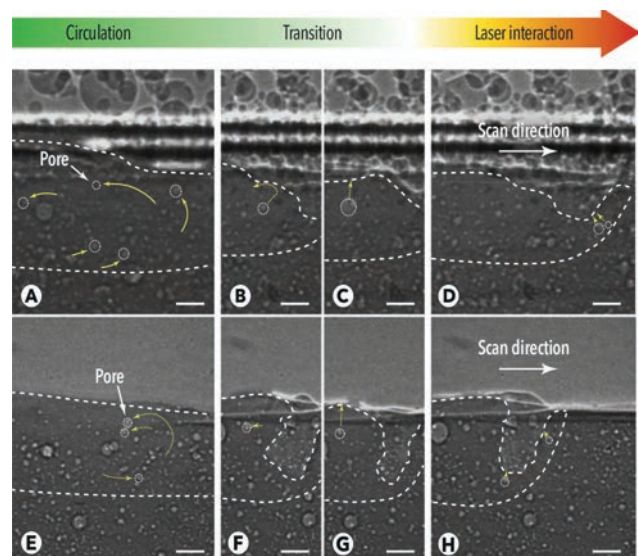 Circulation
Transition
Laser interaction
Pore
Scan direction
A
B
C
D
Pore
Scan direction
E
F
G
H